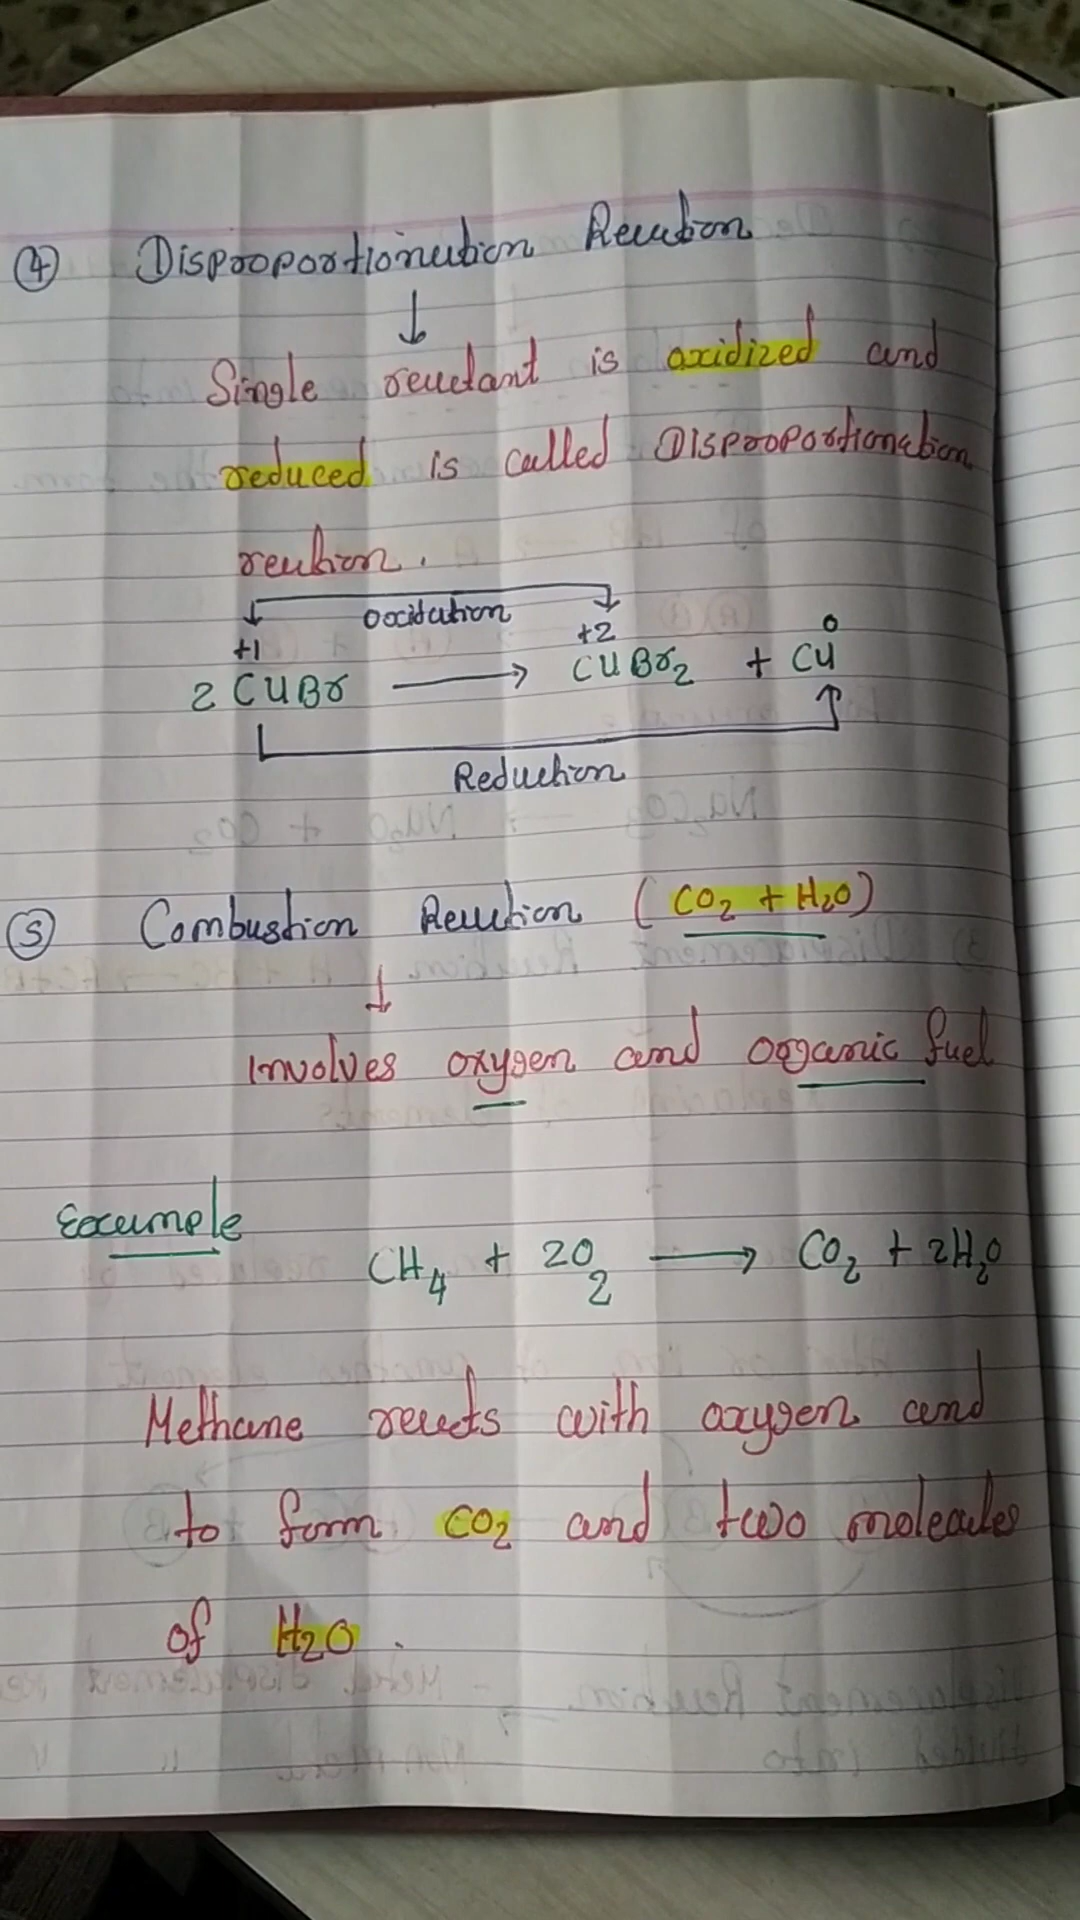 ④ Disproportionation Reaction
↓
Single reactant is oxidized and
reduced is called Disproportionation
reaction.
oxidation
+1 +2 0
2 CuBr ⟶ CuBr₂ + Cu
Reduction
⑤ Combustion Reaction (CO₂ + H₂O)
↓
Involves oxygen and organic fuel
Example
CH₄ + 2O₂ ⟶ CO₂ + 2H₂O
Methane reacts with oxygen and
to form CO₂ and two molecules
of H₂O.